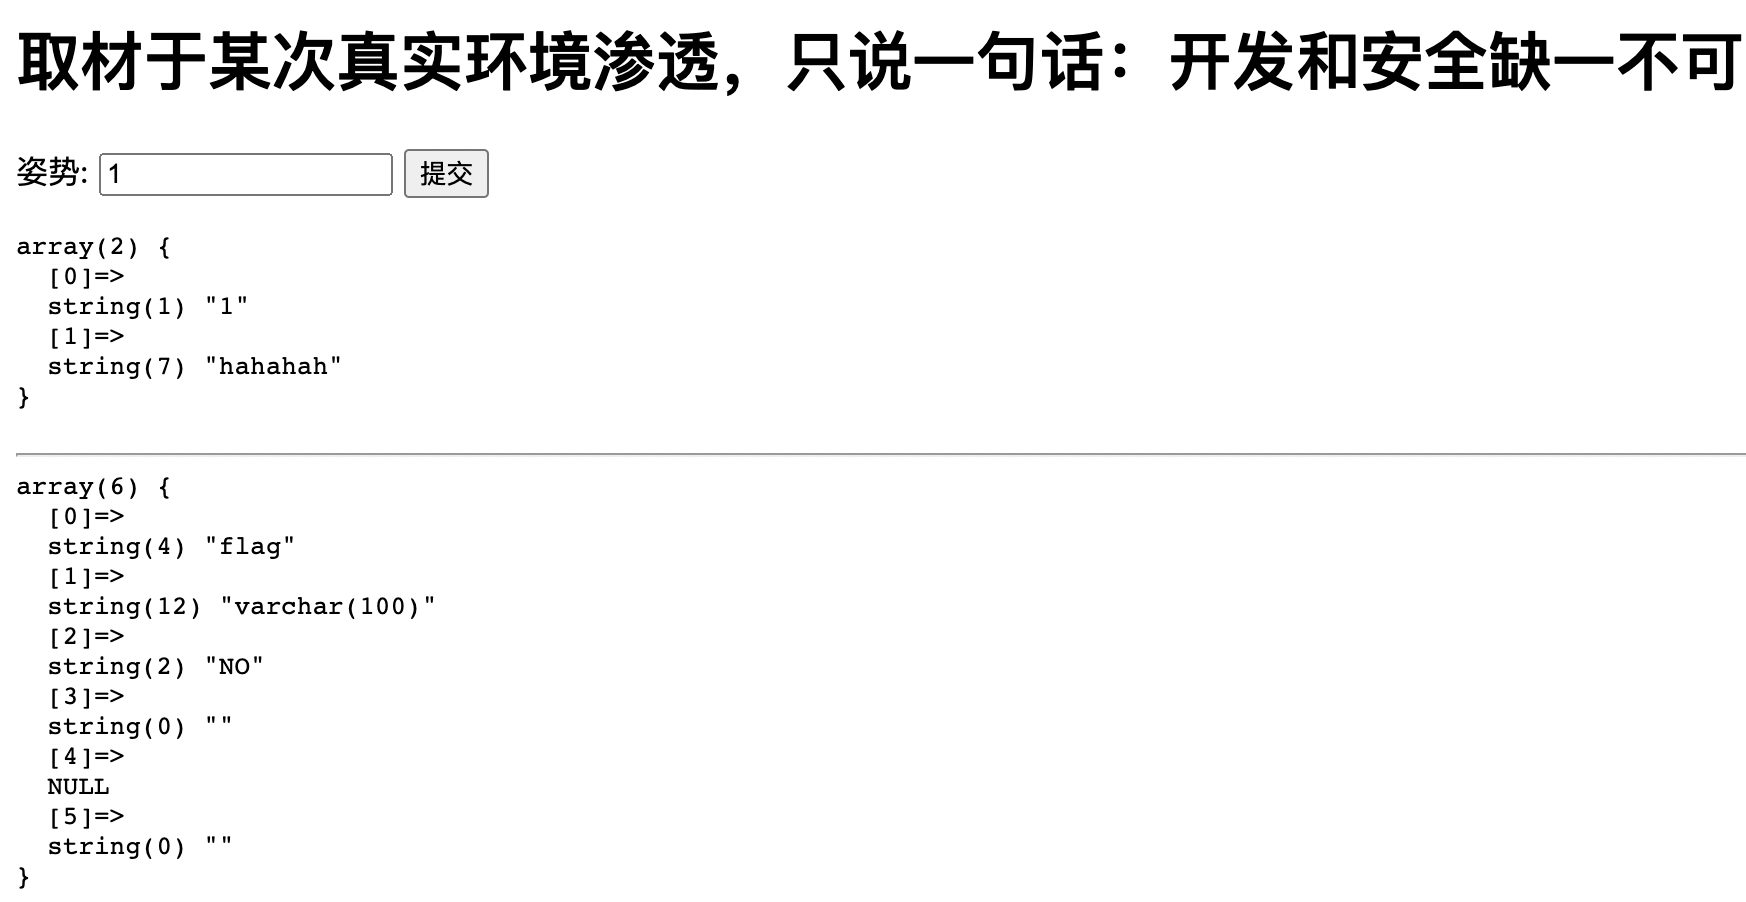 取材于某次真实环境渗透，只说一句话：开发和安全缺一不可
姿势: 1 提交
array(2) {
  [0]=>
  string(1) "1"
  [1]=>
  string(7) "hahahah"
}
array(6) {
  [0]=>
  string(4) "flag"
  [1]=>
  string(12) "varchar(100)"
  [2]=>
  string(2) "NO"
  [3]=>
  string(0) ""
  [4]=>
  NULL
  [5]=>
  string(0) ""
}